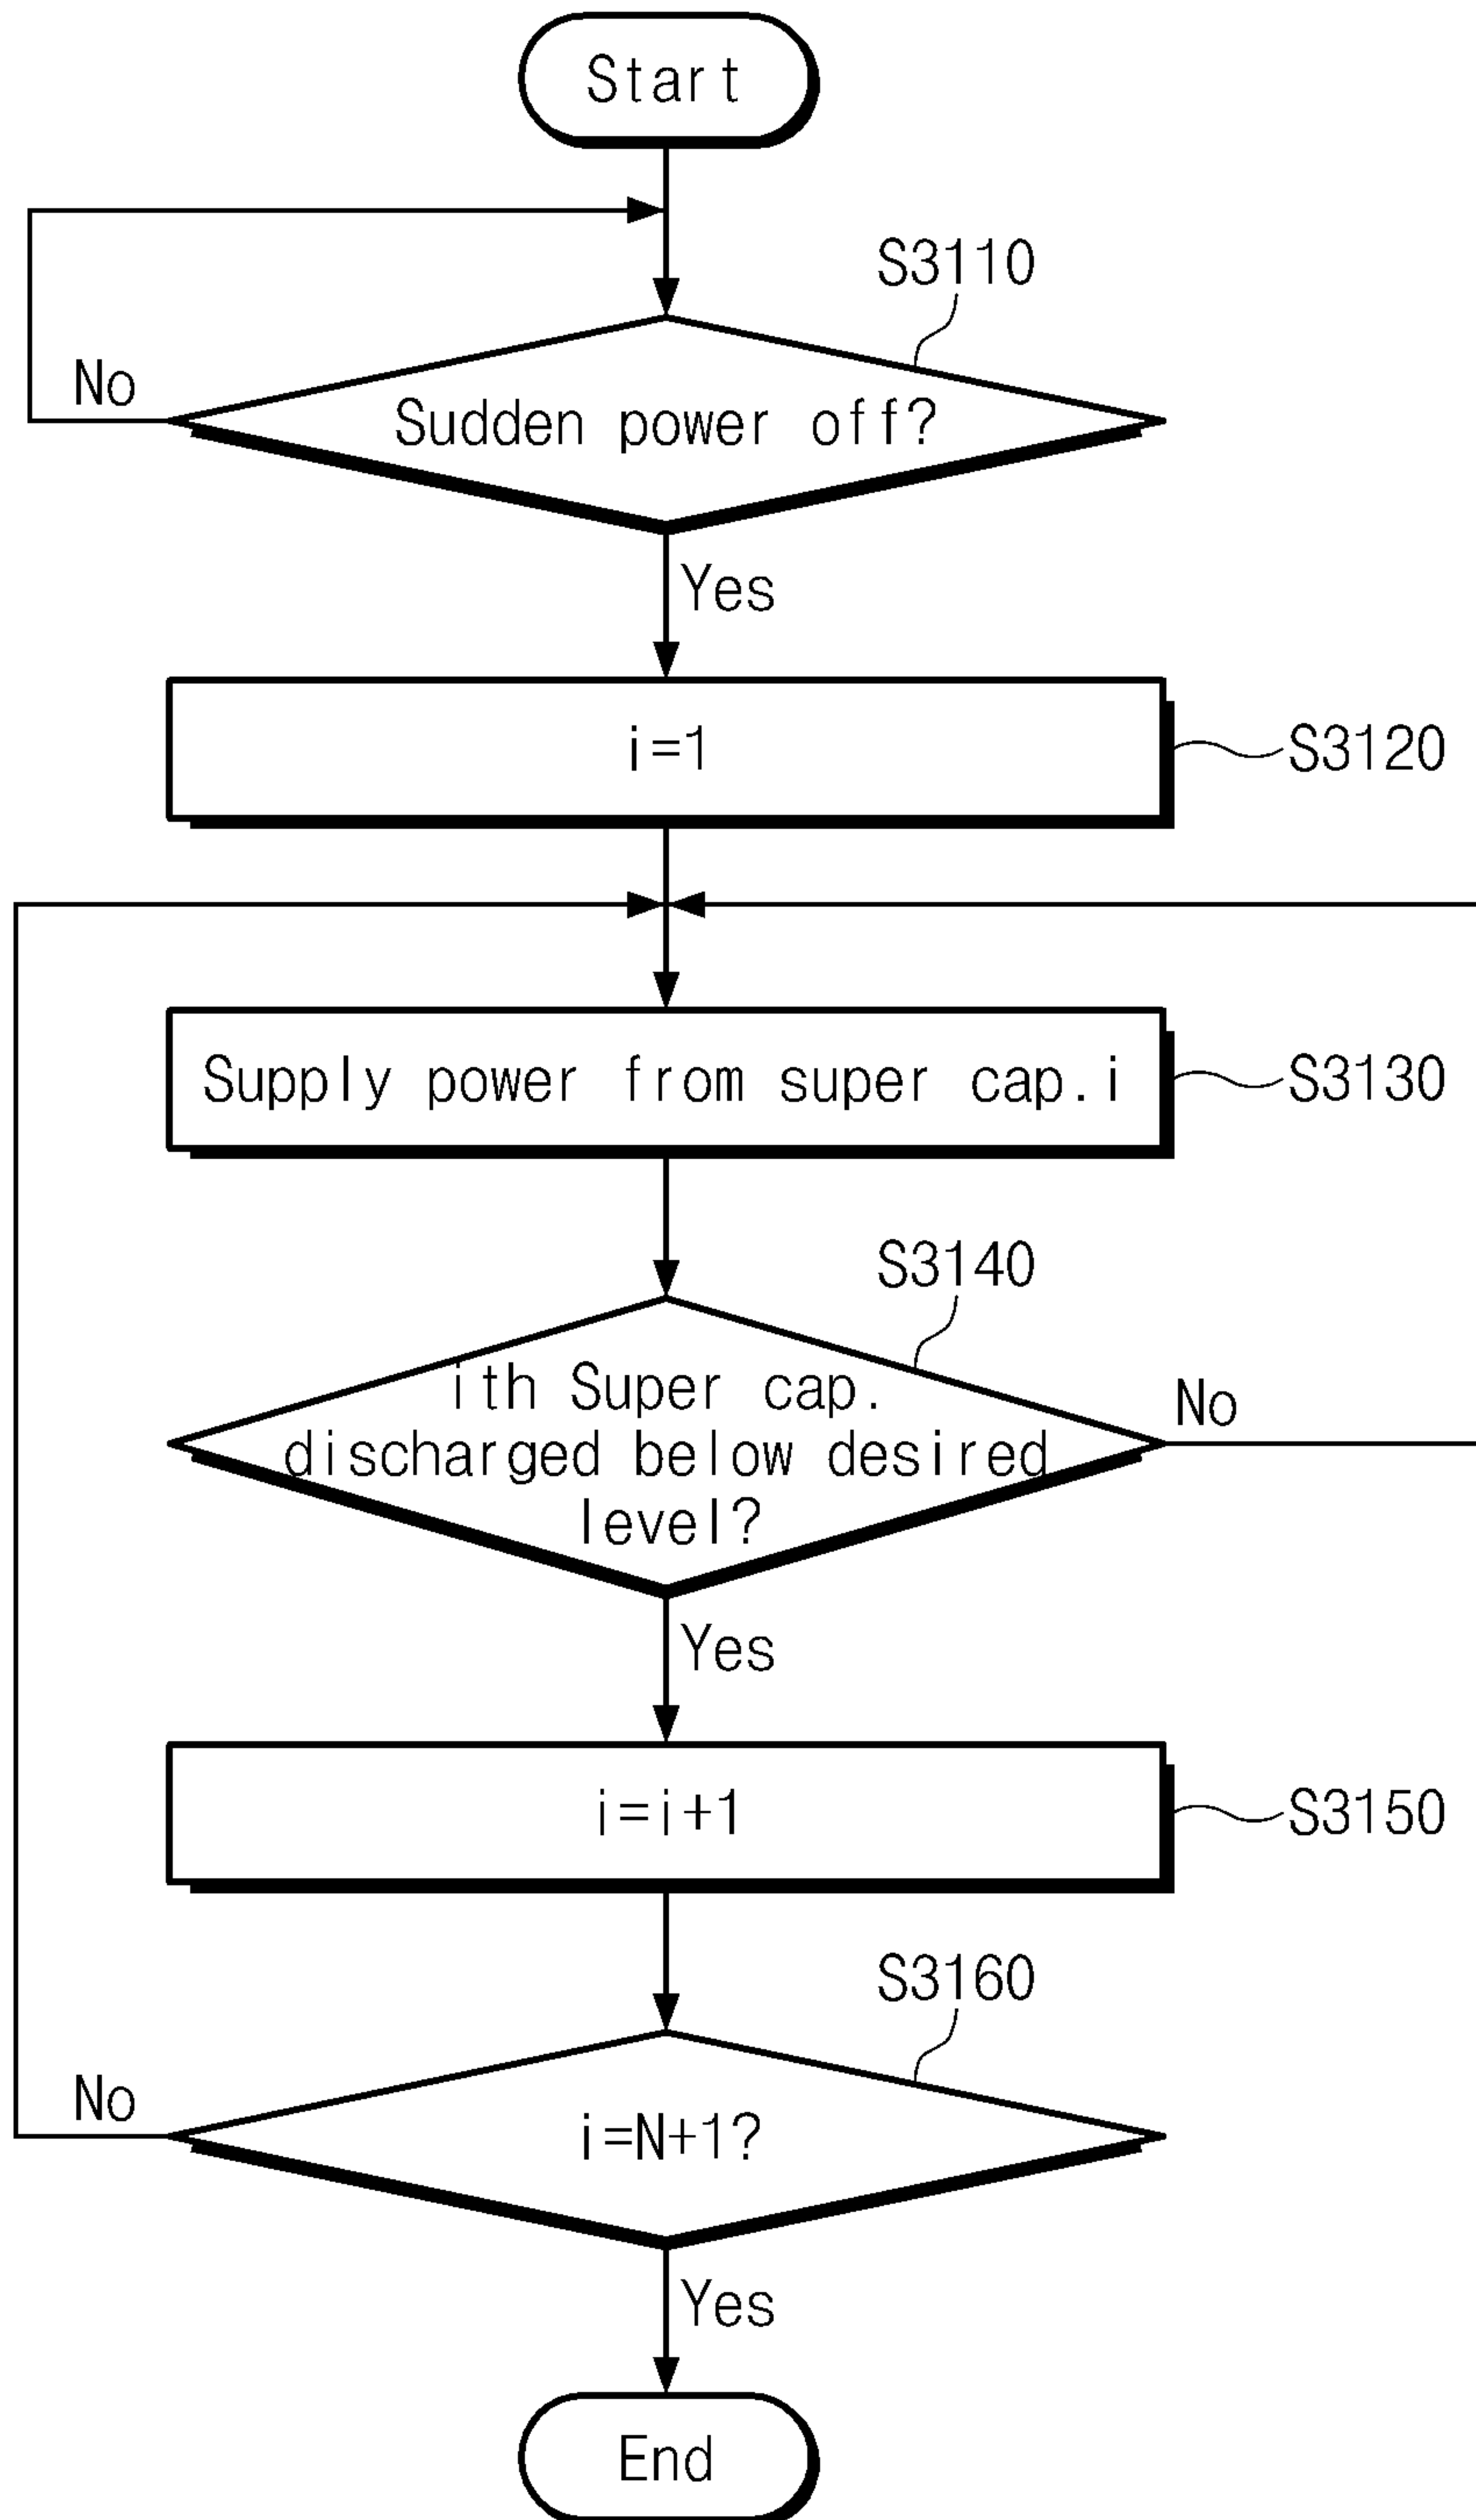 Start
S3110
No
Sudden power off?
Yes
i=1
S3120
Supply power from super cap.i
S3130
S3140
ith Super cap.
discharged below desired
level?
No
Yes
i=i+1
S3150
S3160
No
i=N+1?
Yes
End